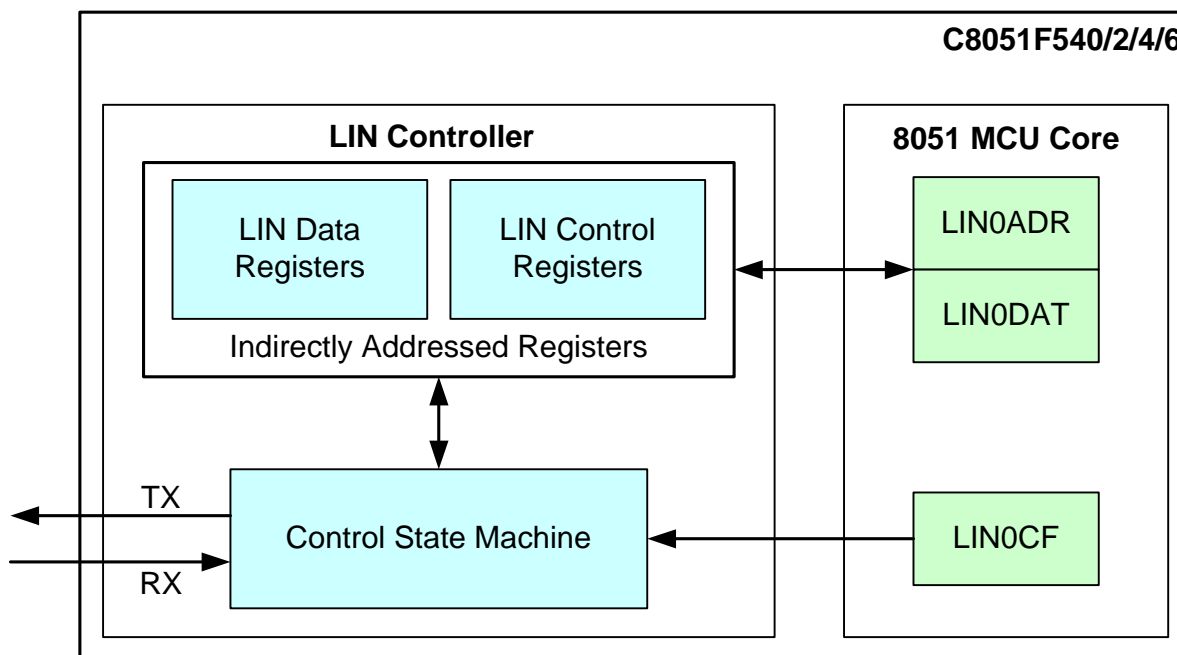 C8051F540/2/4/6
LIN Controller
8051 MCU Core
LIN Data
Registers
LIN Control
Registers
Indirectly Addressed Registers
LIN0ADR
LIN0DAT
TX
RX
Control State Machine
LIN0CF